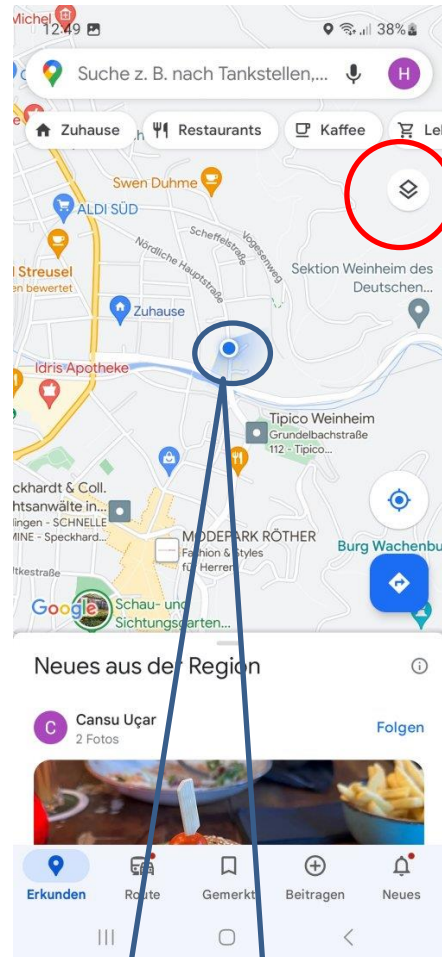 Michel
12:49
38%
Suche z. B. nach Tankstellen,...
H
Zuhause
Restaurants
Kaffee
Le
Swen Duhme
ALDI SÜD
Scheffelstraße
Vogesenweg
Nördliche Hauptstraße
Streusel
en bewertet
Sektion Weinheim des
Deutschen...
Zuhause
Idris Apotheke
Tipico Weinheim
Grundelbachstraße
112 - Tipico...
ckhardt & Coll.
htsanwälte in...
lingen - SCHNELLE
MINE - Speckhard...
MODEPARK RÖTHER
Fashion & Styles
für Herren
Burg Wachenbu
ltkestraße
Google
Schau- und
Sichtungsgarten...
Neues aus der Region
C
Cansu Uçar
2 Fotos
Folgen
Erkunden
Route
Gemerkt
Beitragen
Neues